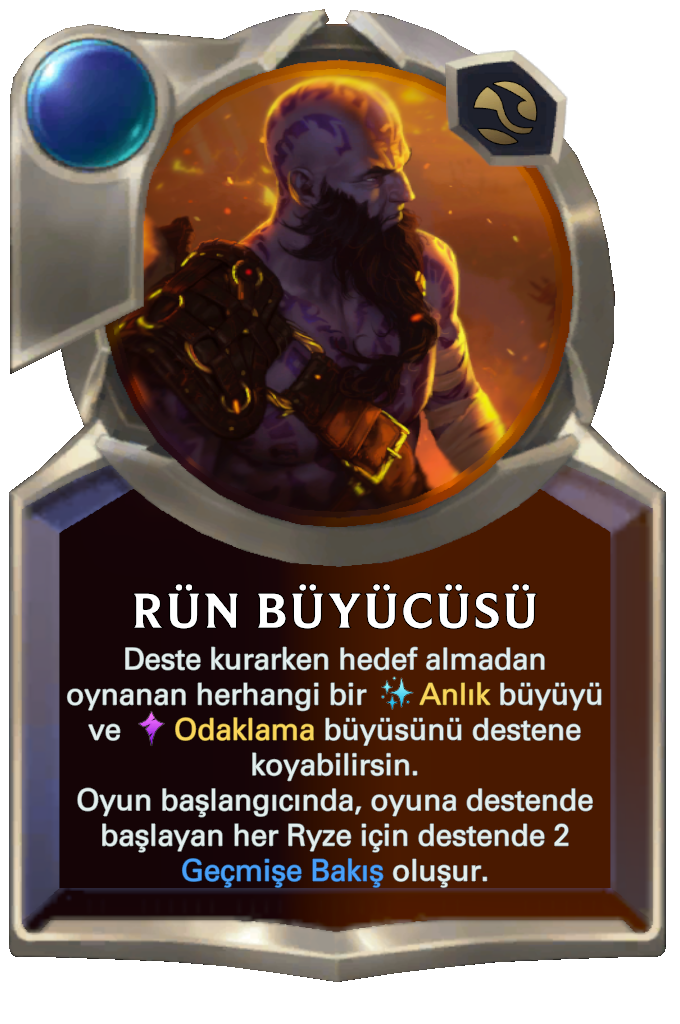 RÜN BÜYÜCÜSÜ
Deste kurarken hedef almadan
oynanan herhangi bir Anlık büyüyü
ve Odaklama büyüsünü destene
koyabilirsin.
Oyun başlangıcında, oyuna destende
başlayan her Ryze için destende 2
Geçmişe Bakış oluşur.